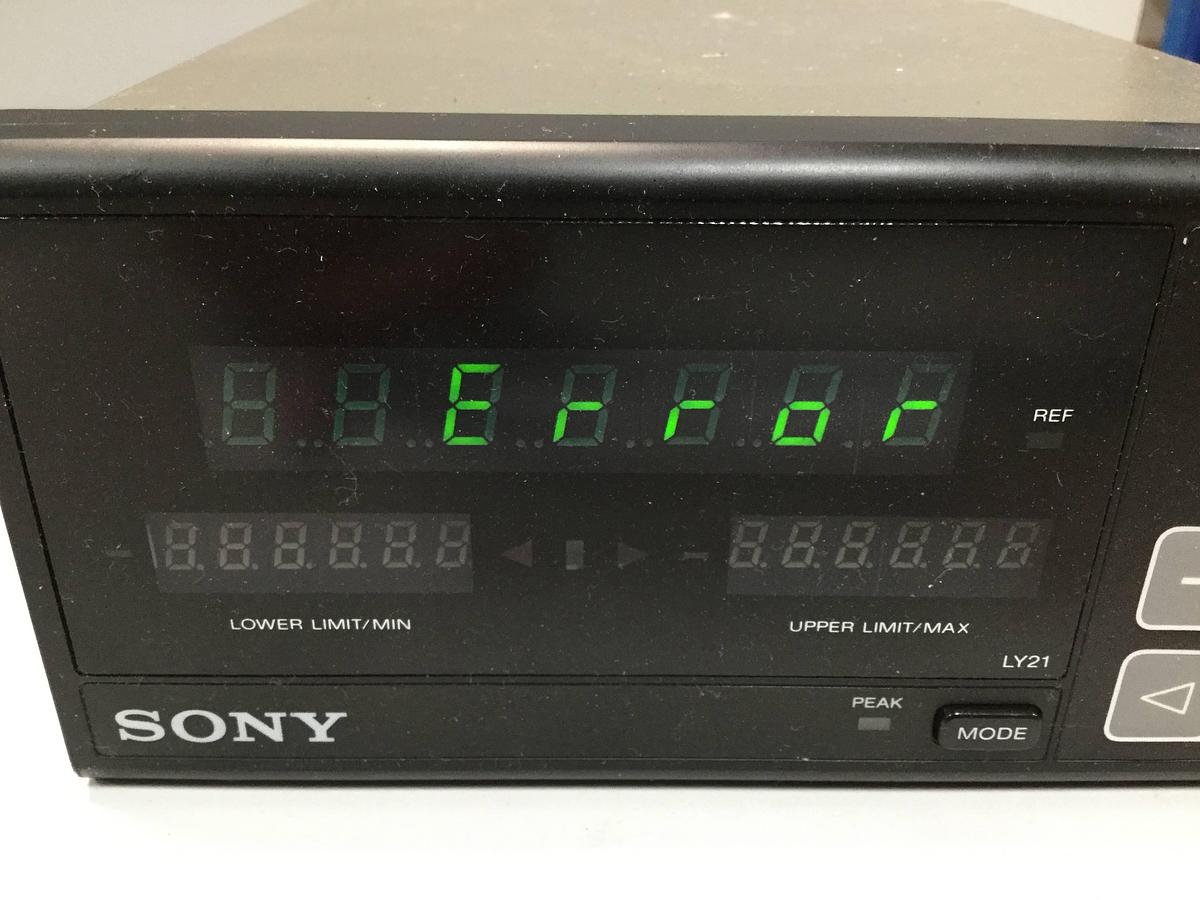 Error
REF
LOWER LIMIT/MIN
UPPER LIMIT/MAX
LY21
SONY
PEAK
MODE